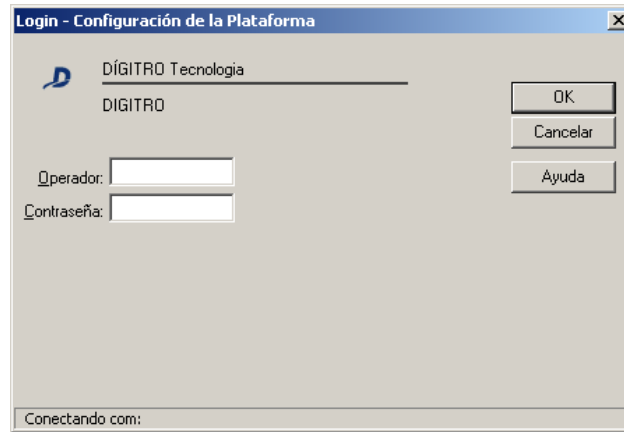 Login - Configuración de la Plataforma
DÍGITRO Tecnologia
DIGITRO
OK
Cancelar
Operador:
Ayuda
Contraseña:
Conectando com: